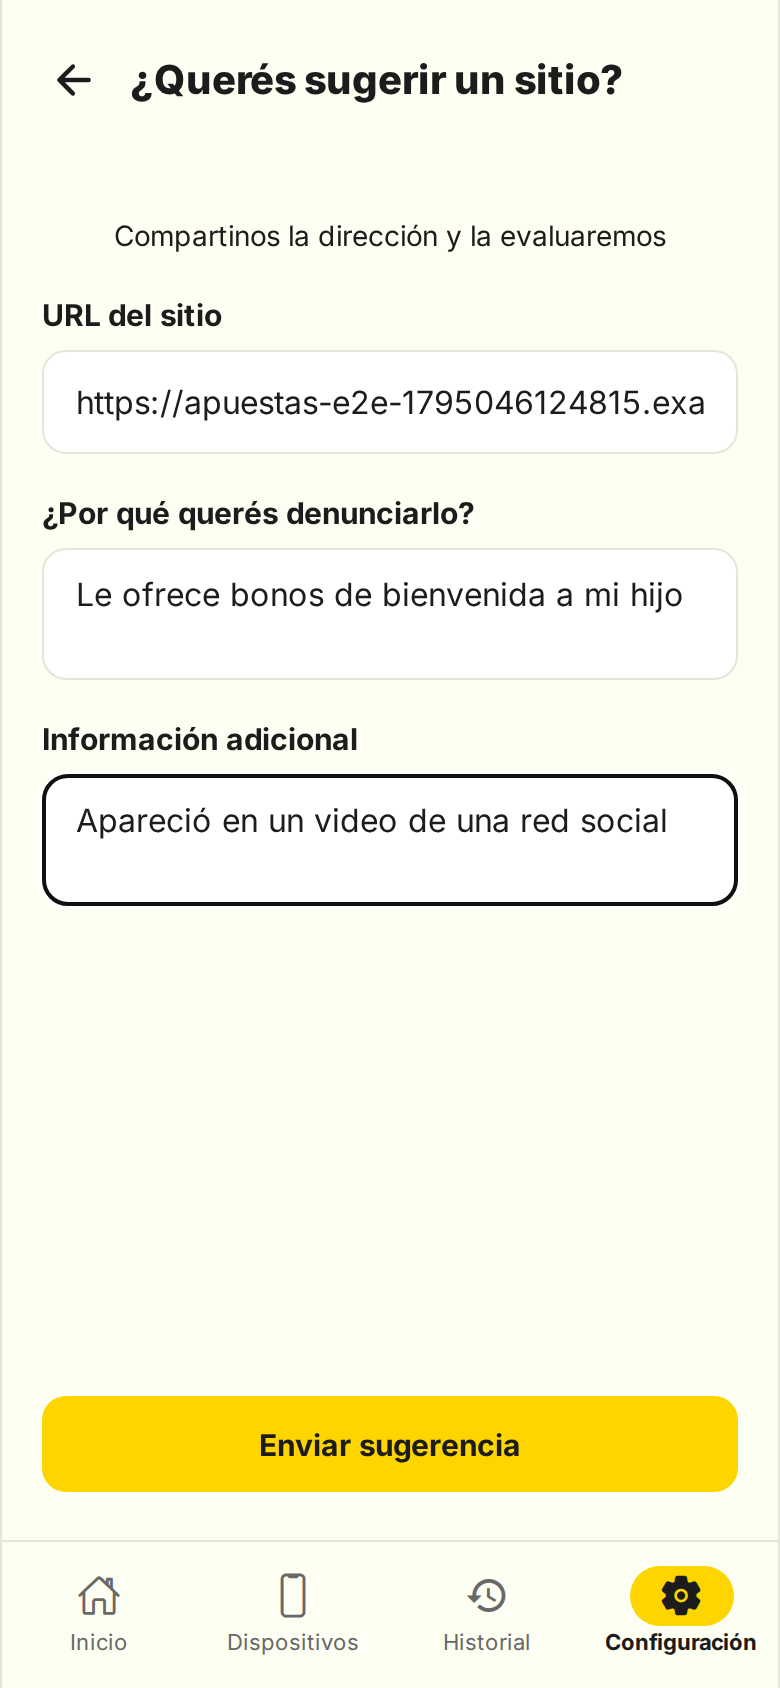 ¿Querés sugerir un sitio?
Compartinos la dirección y la evaluaremos
URL del sitio
https://apuestas-e2e-1795046124815.exa
¿Por qué querés denunciarlo?
Le ofrece bonos de bienvenida a mi hijo
Información adicional
Apareció en un video de una red social
Enviar sugerencia
Inicio
Dispositivos
Historial
Configuración